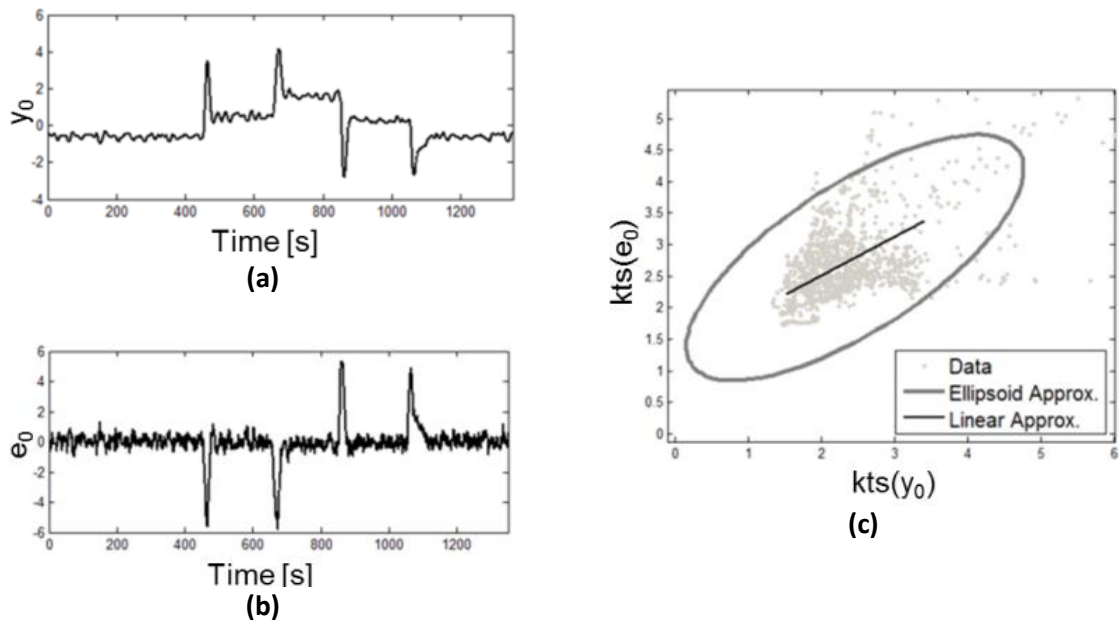 6
4
2
0
-2
-4
y₀
0 200 400 600 800 1000 1200
Time [s]
(a)
6
4
2
0
-2
-4
-6
e₀
0 200 400 600 800 1000 1200
Time [s]
(b)
5
4.5
4
3.5
3
2.5
2
1.5
1
0.5
0
kts(e₀)
Data
Ellipsoid Approx.
Linear Approx.
0 1 2 3 4 5 6
kts(y₀)
(c)